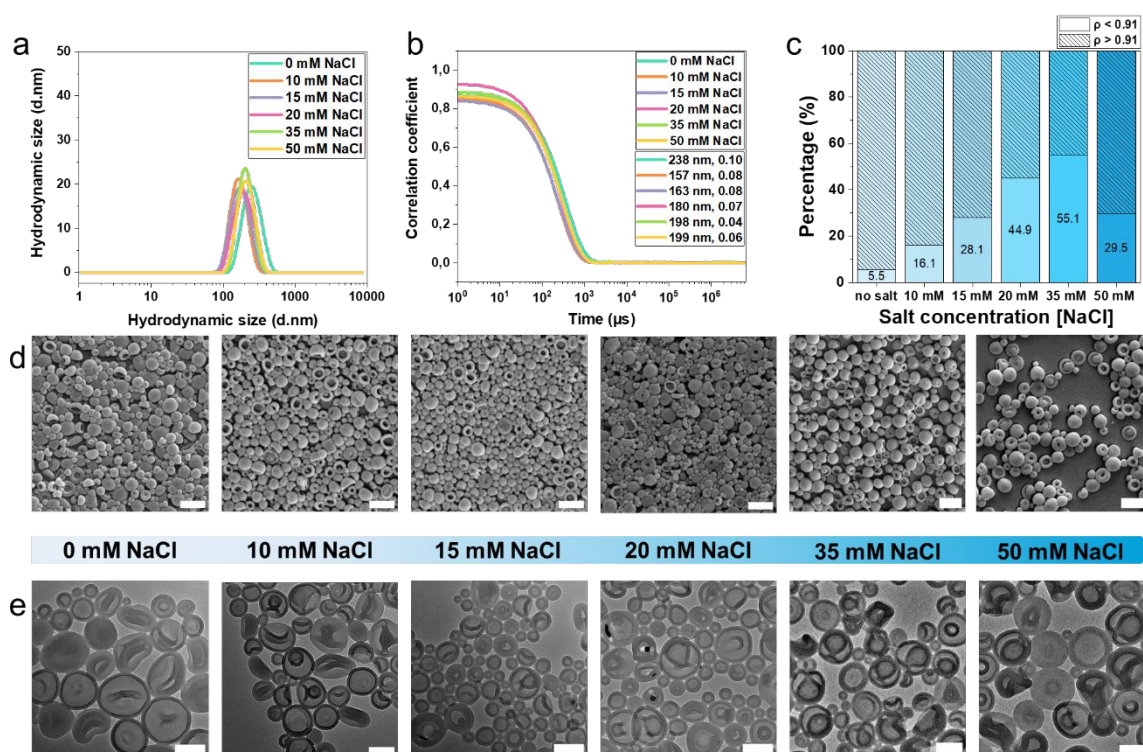 a
50
40
30
20
10
0
Hydrodynamic size (d.nm)
1
10
100
1000
10000
Hydrodynamic size (d.nm)
0 mM NaCl
10 mM NaCl
15 mM NaCl
20 mM NaCl
35 mM NaCl
50 mM NaCl
b
1,0
0,8
0,6
0,4
0,2
0,0
Correlation coefficient
10⁰
10¹
10²
10³
10⁴
10⁵
10⁶
Time (µs)
0 mM NaCl
10 mM NaCl
15 mM NaCl
20 mM NaCl
35 mM NaCl
50 mM NaCl
238 nm, 0.10
157 nm, 0.08
163 nm, 0.08
180 nm, 0.07
198 nm, 0.04
199 nm, 0.06
c
ρ < 0.91
ρ > 0.91
100
80
60
40
20
0
Percentage (%)
5.5
16.1
28.1
44.9
55.1
29.5
no salt
10 mM
15 mM
20 mM
35 mM
50 mM
Salt concentration [NaCl]
d
0 mM NaCl
10 mM NaCl
15 mM NaCl
20 mM NaCl
35 mM NaCl
50 mM NaCl
e